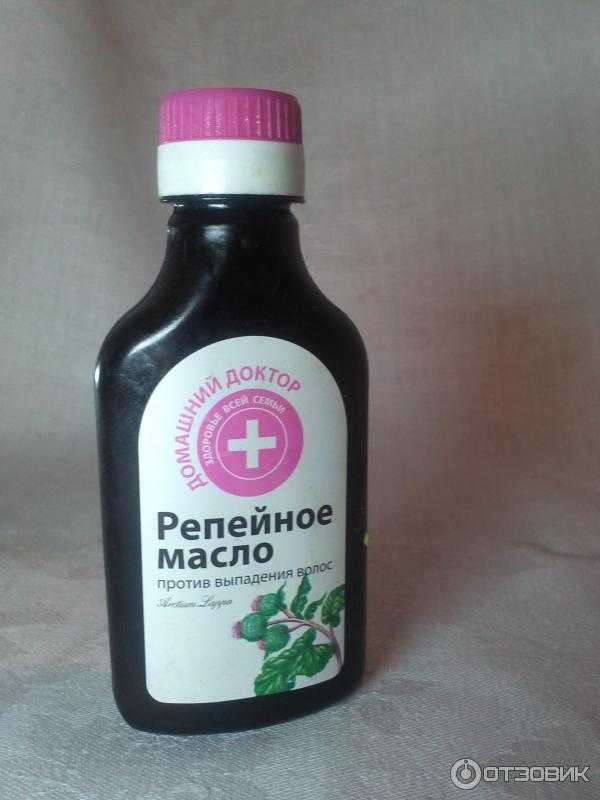 ДОМАШНИЙ ДОКТОР
ЗДОРОВЬЕ ВСЕЙ СЕМЬИ
Репейное
масло
против выпадения волос
Arctium Lappa
ОТЗОВИК